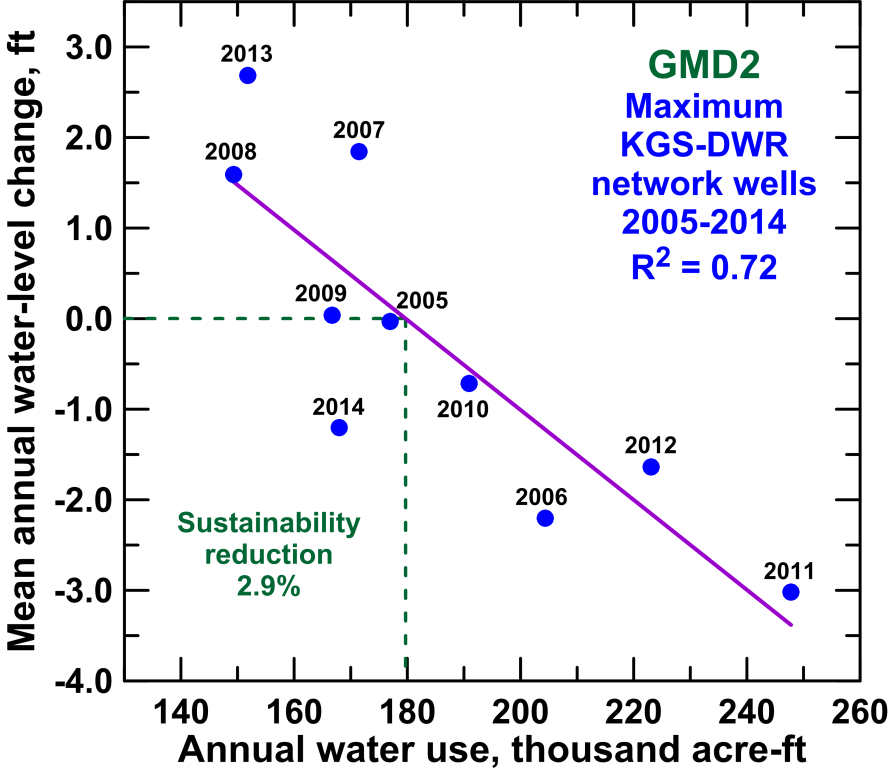 3.0
2.0
1.0
0.0
-1.0
-2.0
-3.0
-4.0
Mean annual water-level change, ft
2013
2007
2008
2009
2005
2014
2010
2012
2006
2011
GMD2
Maximum
KGS-DWR
network wells
2005-2014
R² = 0.72
Sustainability
reduction
2.9%
140 160 180 200 220 240 260
Annual water use, thousand acre-ft